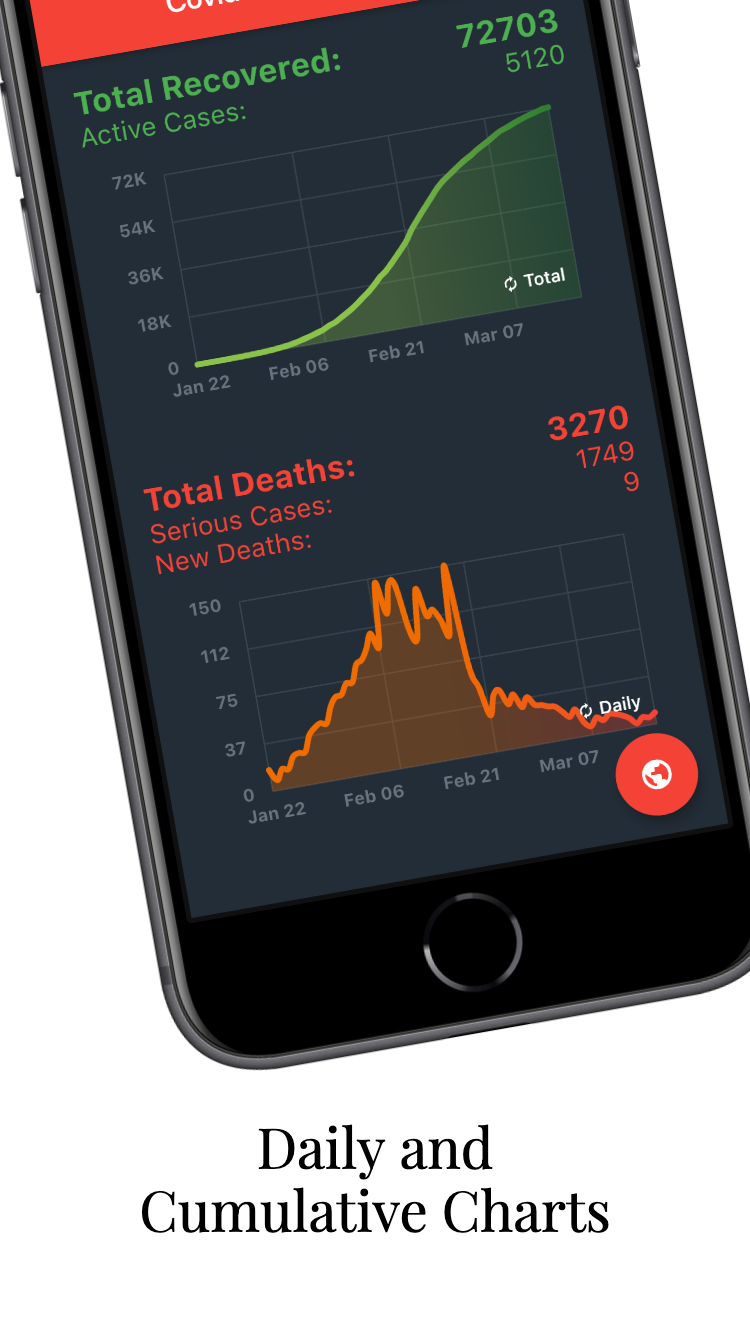 Total Recovered: 72703
Active Cases: 5120
72K
54K
36K
18K
0
Jan 22 Feb 06 Feb 21 Mar 07
Total
Total Deaths: 3270
Serious Cases: 1749
New Deaths: 9
150
112
75
37
0
Jan 22 Feb 06 Feb 21 Mar 07
Daily
Daily and
Cumulative Charts